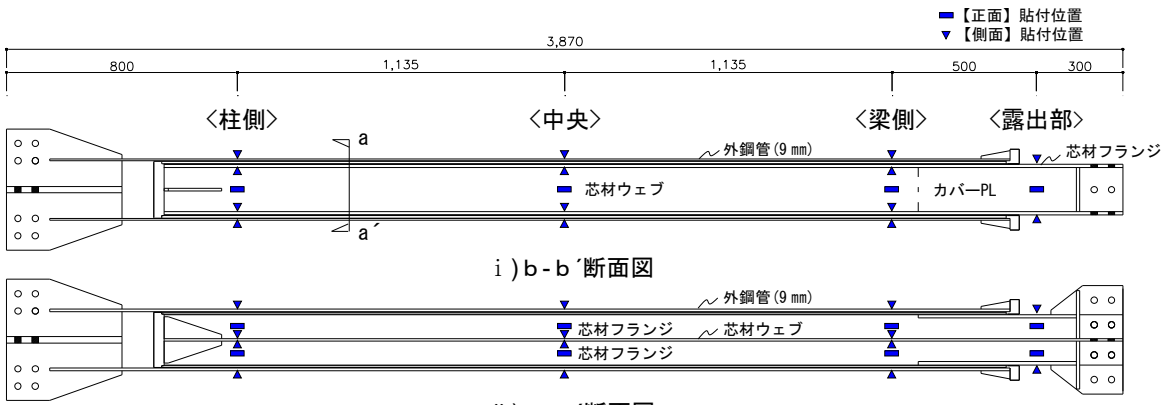 【正面】貼付位置
【側面】貼付位置
3,870
800 1,135 1,135 500 300
〈柱側〉 〈中央〉 〈梁側〉 〈露出部〉
a 外鋼管(9㎜) 芯材フランジ
芯材ウェブ カバーPL
a´
ⅰ)b-b´断面図
外鋼管(9㎜)
芯材フランジ 芯材ウェブ
芯材フランジ